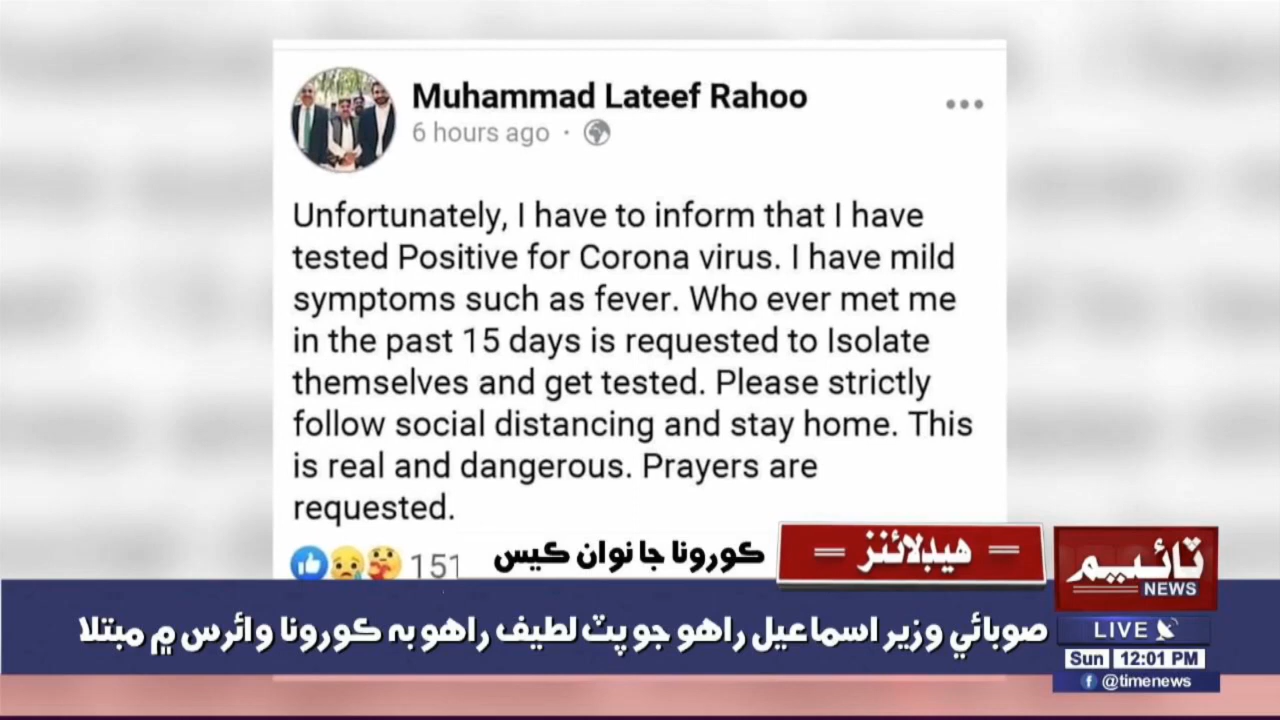 Muhammad Lateef Rahoo
6 hours ago ·
Unfortunately, I have to inform that I have
tested Positive for Corona virus. I have mild
symptoms such as fever. Who ever met me
in the past 15 days is requested to Isolate
themselves and get tested. Please strictly
follow social distancing and stay home. This
is real and dangerous. Prayers are
requested.
151
هيڊلائنز
ڪورونا جا نوان ڪيس
صوبائي وزير اسماعيل راهو جو پٽ لطيف راهو به ڪورونا وائرس ۾ مبتلا
ٽائيم
NEWS
LIVE
Sun 12:01 PM
@timenews